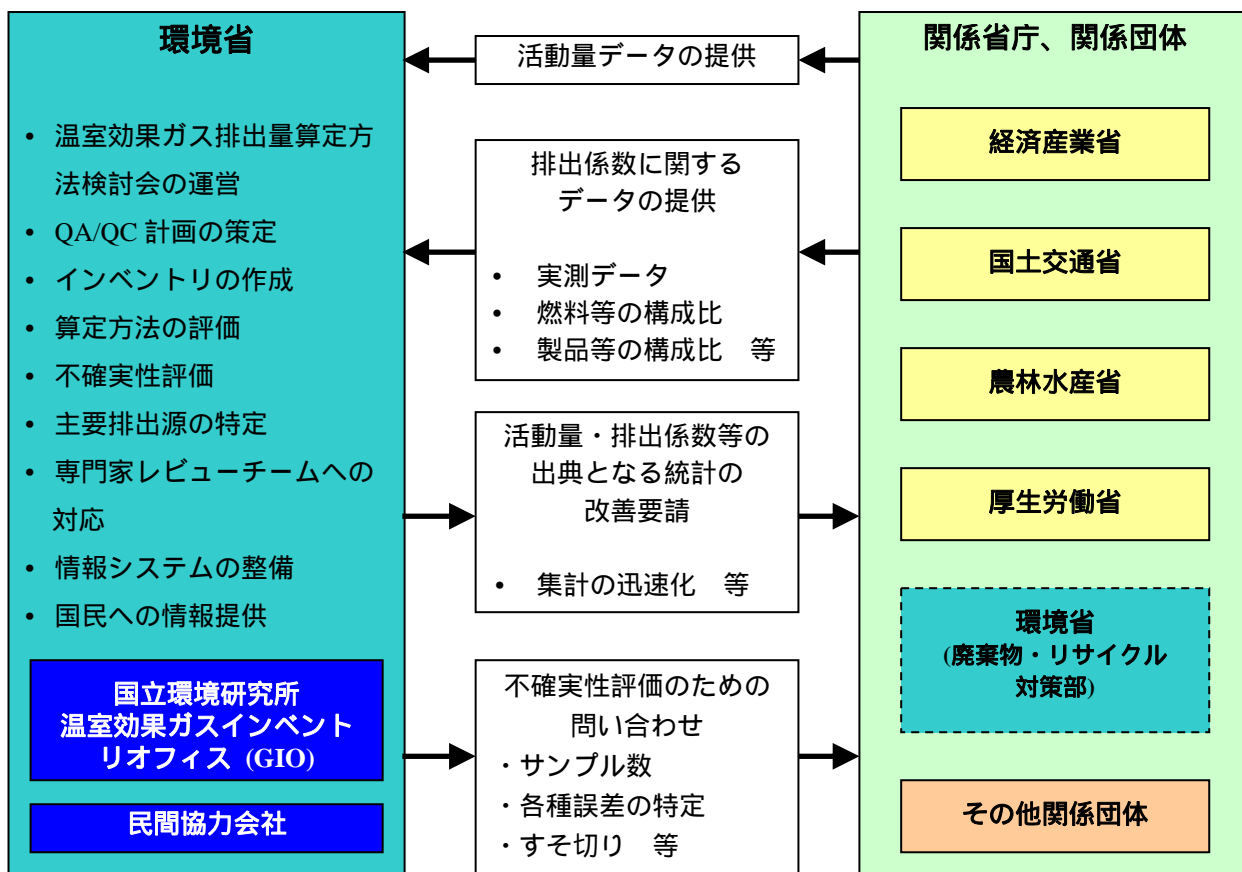 環境省
• 温室効果ガス排出量算定方
法検討会の運営
• QA/QC 計画の策定
• インベントリの作成
• 算定方法の評価
• 不確実性評価
• 主要排出源の特定
• 専門家レビューチームへの
対応
• 情報システムの整備
• 国民への情報提供
国立環境研究所
温室効果ガスインベント
リオフィス (GIO)
民間協力会社
活動量データの提供
排出係数に関する
データの提供
• 実測データ
• 燃料等の構成比
• 製品等の構成比 等
活動量・排出係数等の
出典となる統計の
改善要請
• 集計の迅速化 等
不確実性評価のための
問い合わせ
・サンプル数
・各種誤差の特定
・すそ切り 等
関係省庁、関係団体
経済産業省
国土交通省
農林水産省
厚生労働省
環境省
(廃棄物・リサイクル
対策部)
その他関係団体